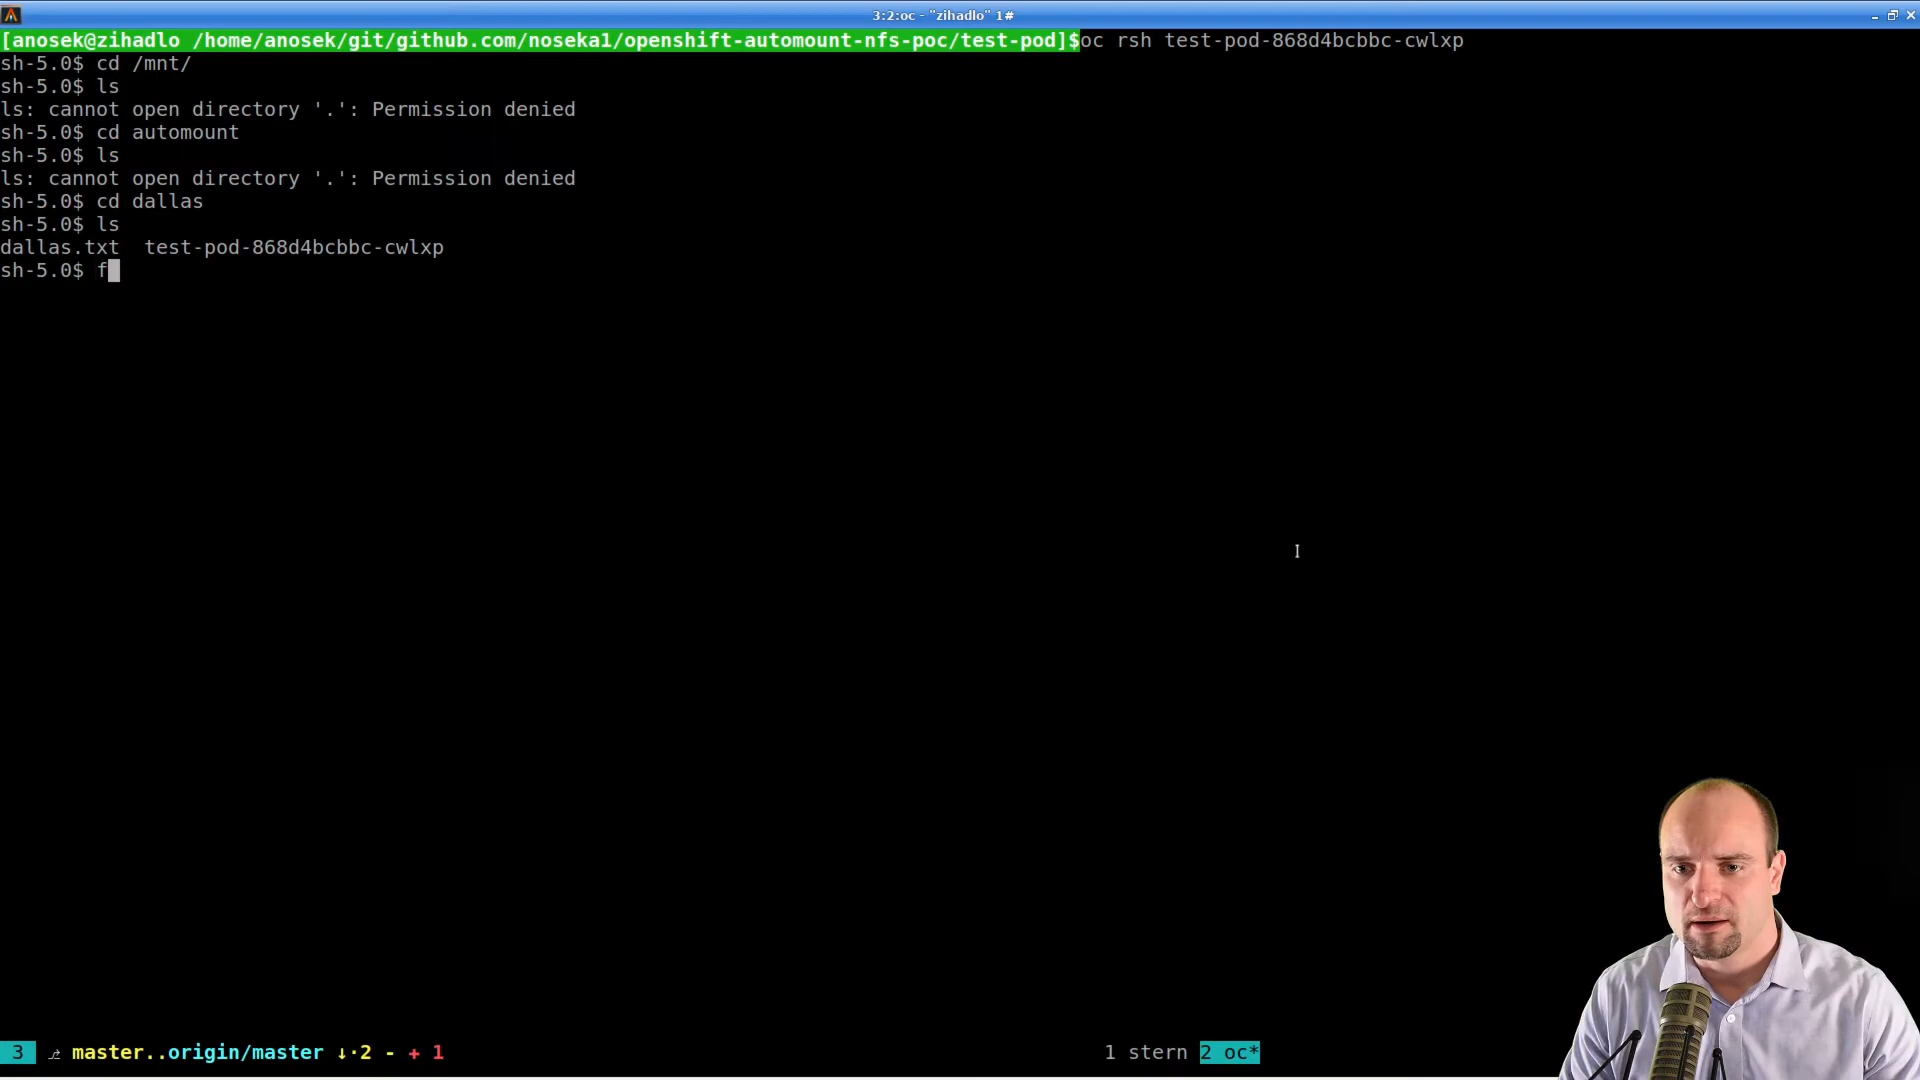 3:2:oc - "zihadlo" 1#
[anosek@zihadlo /home/anosek/git/github.com/noseka1/openshift-automount-nfs-poc/test-pod]$oc rsh test-pod-868d4bcbbc-cwlxp
sh-5.0$ cd /mnt/
sh-5.0$ ls
ls: cannot open directory '.': Permission denied
sh-5.0$ cd automount
sh-5.0$ ls
ls: cannot open directory '.': Permission denied
sh-5.0$ cd dallas
sh-5.0$ ls
dallas.txt  test-pod-868d4bcbbc-cwlxp
sh-5.0$ f
3 ⎇ master..origin/master ↓·2 - + 1 1 stern 2 oc*